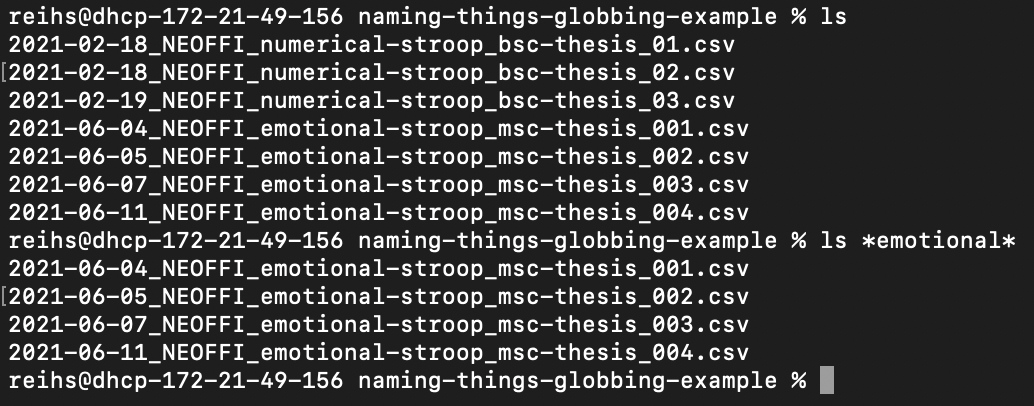 reihs@dhcp-172-21-49-156 naming-things-globbing-example % ls
2021-02-18_NEOFFI_numerical-stroop_bsc-thesis_01.csv
[2021-02-18_NEOFFI_numerical-stroop_bsc-thesis_02.csv
2021-02-19_NEOFFI_numerical-stroop_bsc-thesis_03.csv
2021-06-04_NEOFFI_emotional-stroop_msc-thesis_001.csv
2021-06-05_NEOFFI_emotional-stroop_msc-thesis_002.csv
2021-06-07_NEOFFI_emotional-stroop_msc-thesis_003.csv
2021-06-11_NEOFFI_emotional-stroop_msc-thesis_004.csv
reihs@dhcp-172-21-49-156 naming-things-globbing-example % ls *emotional*
2021-06-04_NEOFFI_emotional-stroop_msc-thesis_001.csv
[2021-06-05_NEOFFI_emotional-stroop_msc-thesis_002.csv
2021-06-07_NEOFFI_emotional-stroop_msc-thesis_003.csv
2021-06-11_NEOFFI_emotional-stroop_msc-thesis_004.csv
reihs@dhcp-172-21-49-156 naming-things-globbing-example %